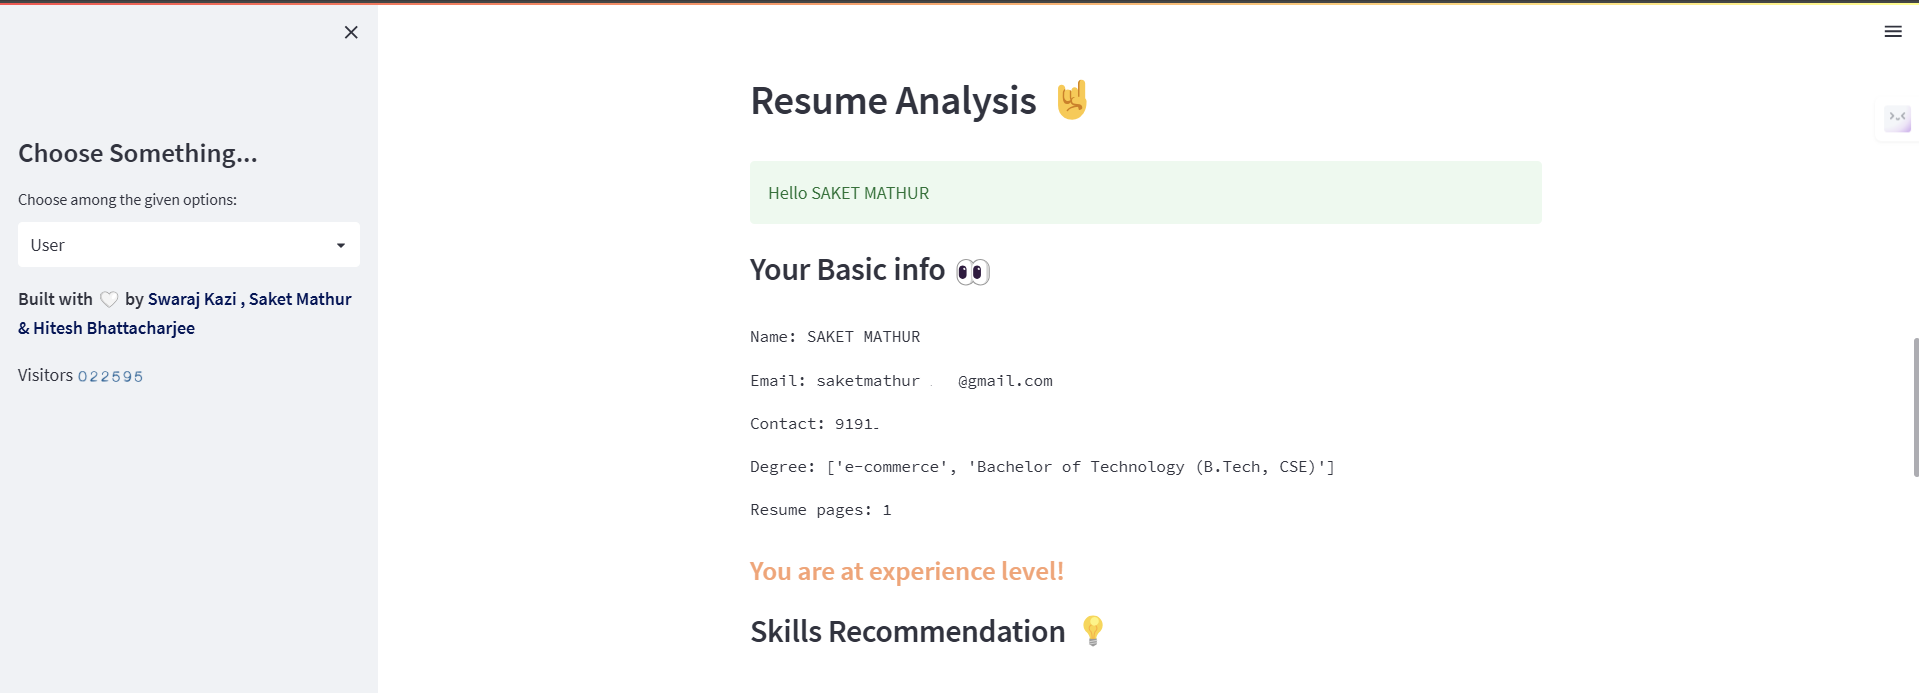 Choose Something...
Choose among the given options:
User
Built with 🤍 by Swaraj Kazi , Saket Mathur
& Hitesh Bhattacharjee
Visitors 022595
Resume Analysis 🤘
Hello SAKET MATHUR
Your Basic info 👀
Name: SAKET MATHUR
Email: saketmathur @gmail.com
Contact: 9191
Degree: ['e-commerce', 'Bachelor of Technology (B.Tech, CSE)']
Resume pages: 1
You are at experience level!
Skills Recommendation 💡